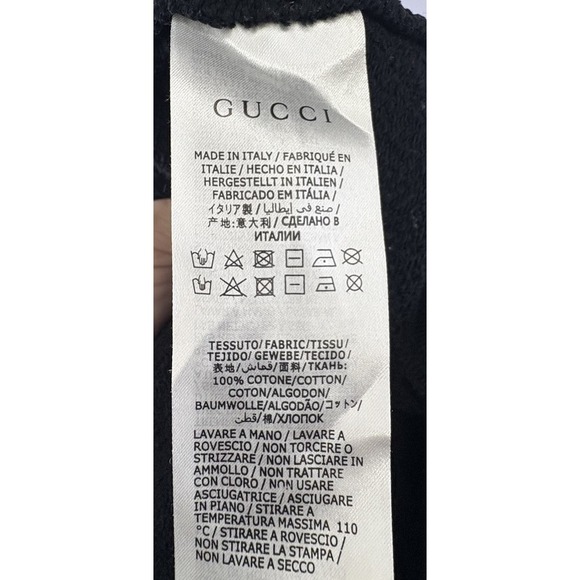 GUCCI
MADE IN ITALY / FABRIQUÉ EN
ITALIE / HECHO EN ITALIA /
HERGESTELLT IN ITALIEN /
FABRICADO EM ITÁLIA /
イタリア製 / صنع في إيطاليا /
产地:意大利 / СДЕЛАНО В
ИТАЛИИ
TESSUTO/FABRIC/TISSU/
TEJIDO/GEWEBE/TECIDO/
表地/قماش/面料/ТКАНЬ:
100% COTONE/COTTON/
COTON/ALGODON/
BAUMWOLLE/ALGODÃO/コットン/
قطن/棉/ХЛОПОК
LAVARE A MANO / LAVARE A
ROVESCIO / NON TORCERE O
STRIZZARE / NON LASCIARE IN
AMMOLLO / NON TRATTARE
CON CLORO / NON USARE
ASCIUGATRICE / ASCIUGARE
IN PIANO / STIRARE A
TEMPERATURA MASSIMA 110
°C / STIRARE A ROVESCIO /
NON STIRARE LA STAMPA /
NON LAVARE A SECCO